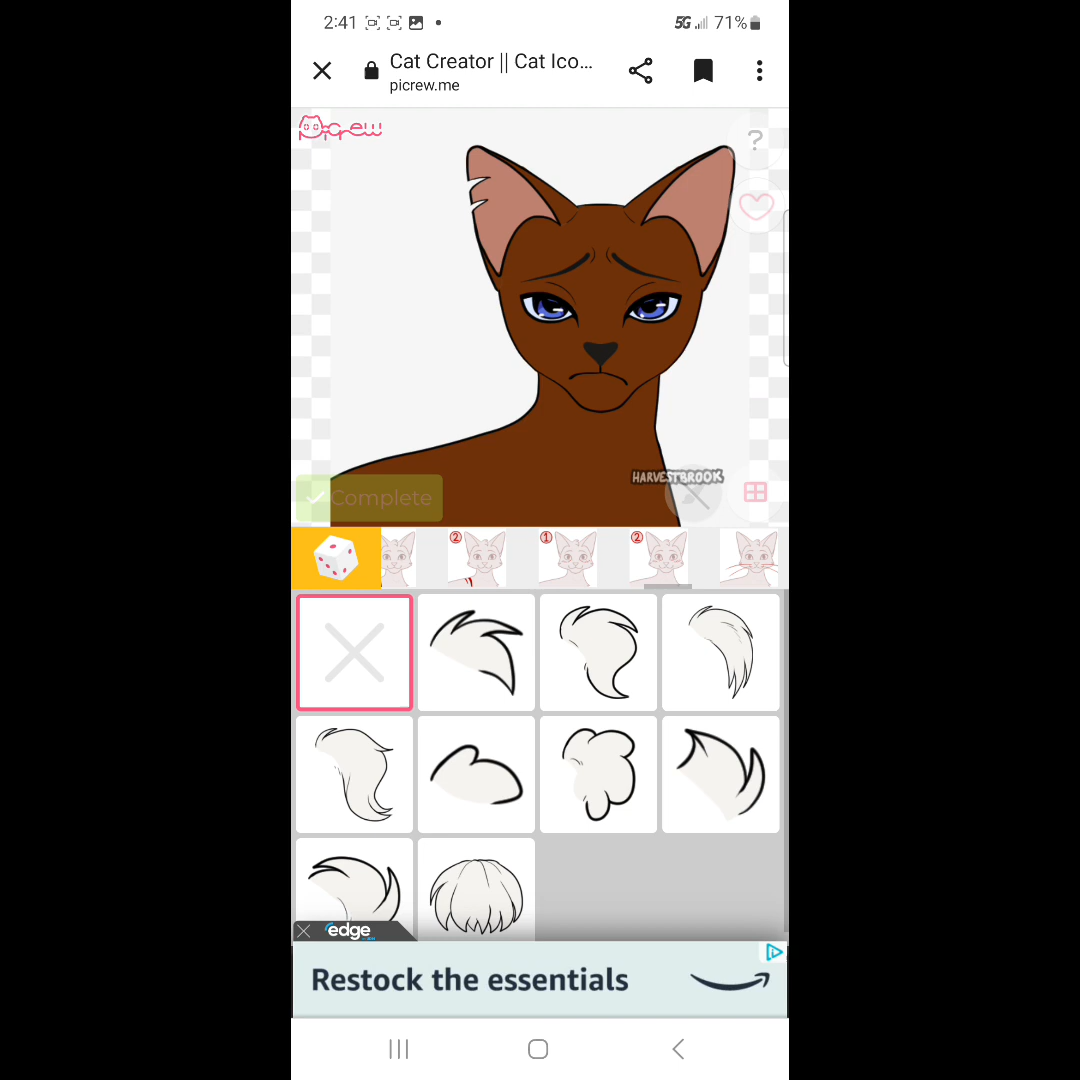 2:41
5G 71%
Cat Creator || Cat Ico...
picrew.me
Picrew
?
HARVESTBROOK
Complete
② ① ②
edge
Restock the essentials